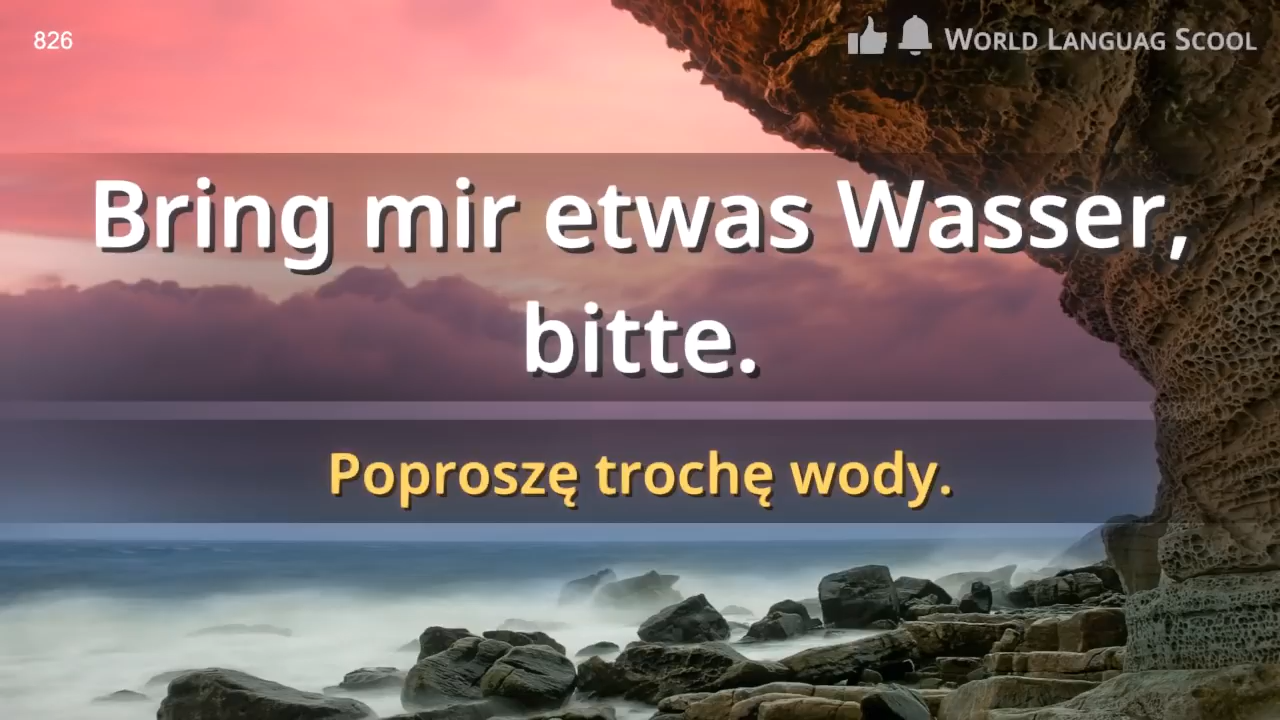 826
World Languag Scool
Bring mir etwas Wasser,
bitte.
Poproszę trochę wody.